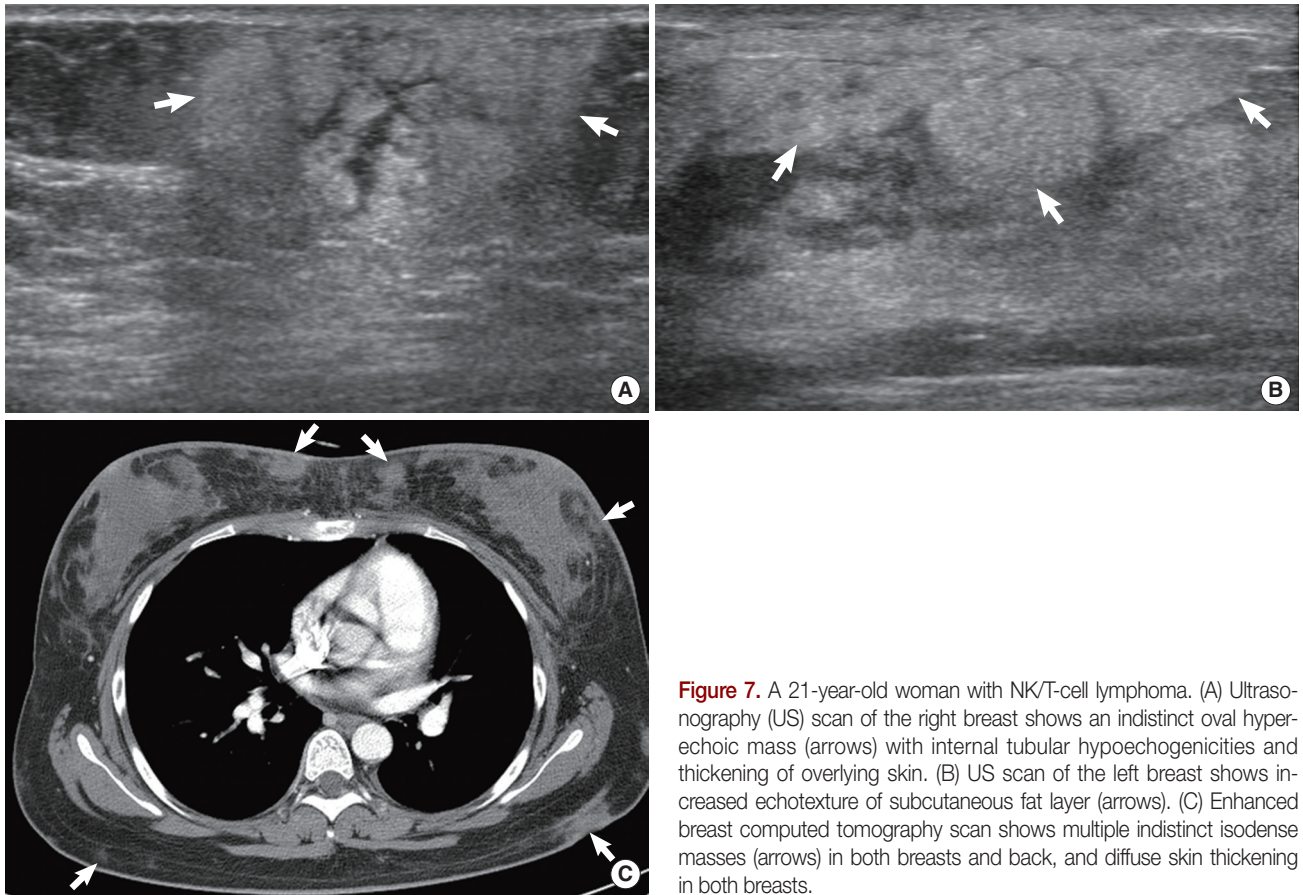 A
B
C
Figure 7. A 21-year-old woman with NK/T-cell lymphoma. (A) Ultraso-
nography (US) scan of the right breast shows an indistinct oval hyper-
echoic mass (arrows) with internal tubular hypoechogenicities and
thickening of overlying skin. (B) US scan of the left breast shows in-
creased echotexture of subcutaneous fat layer (arrows). (C) Enhanced
breast computed tomography scan shows multiple indistinct isodense
masses (arrows) in both breasts and back, and diffuse skin thickening
in both breasts.